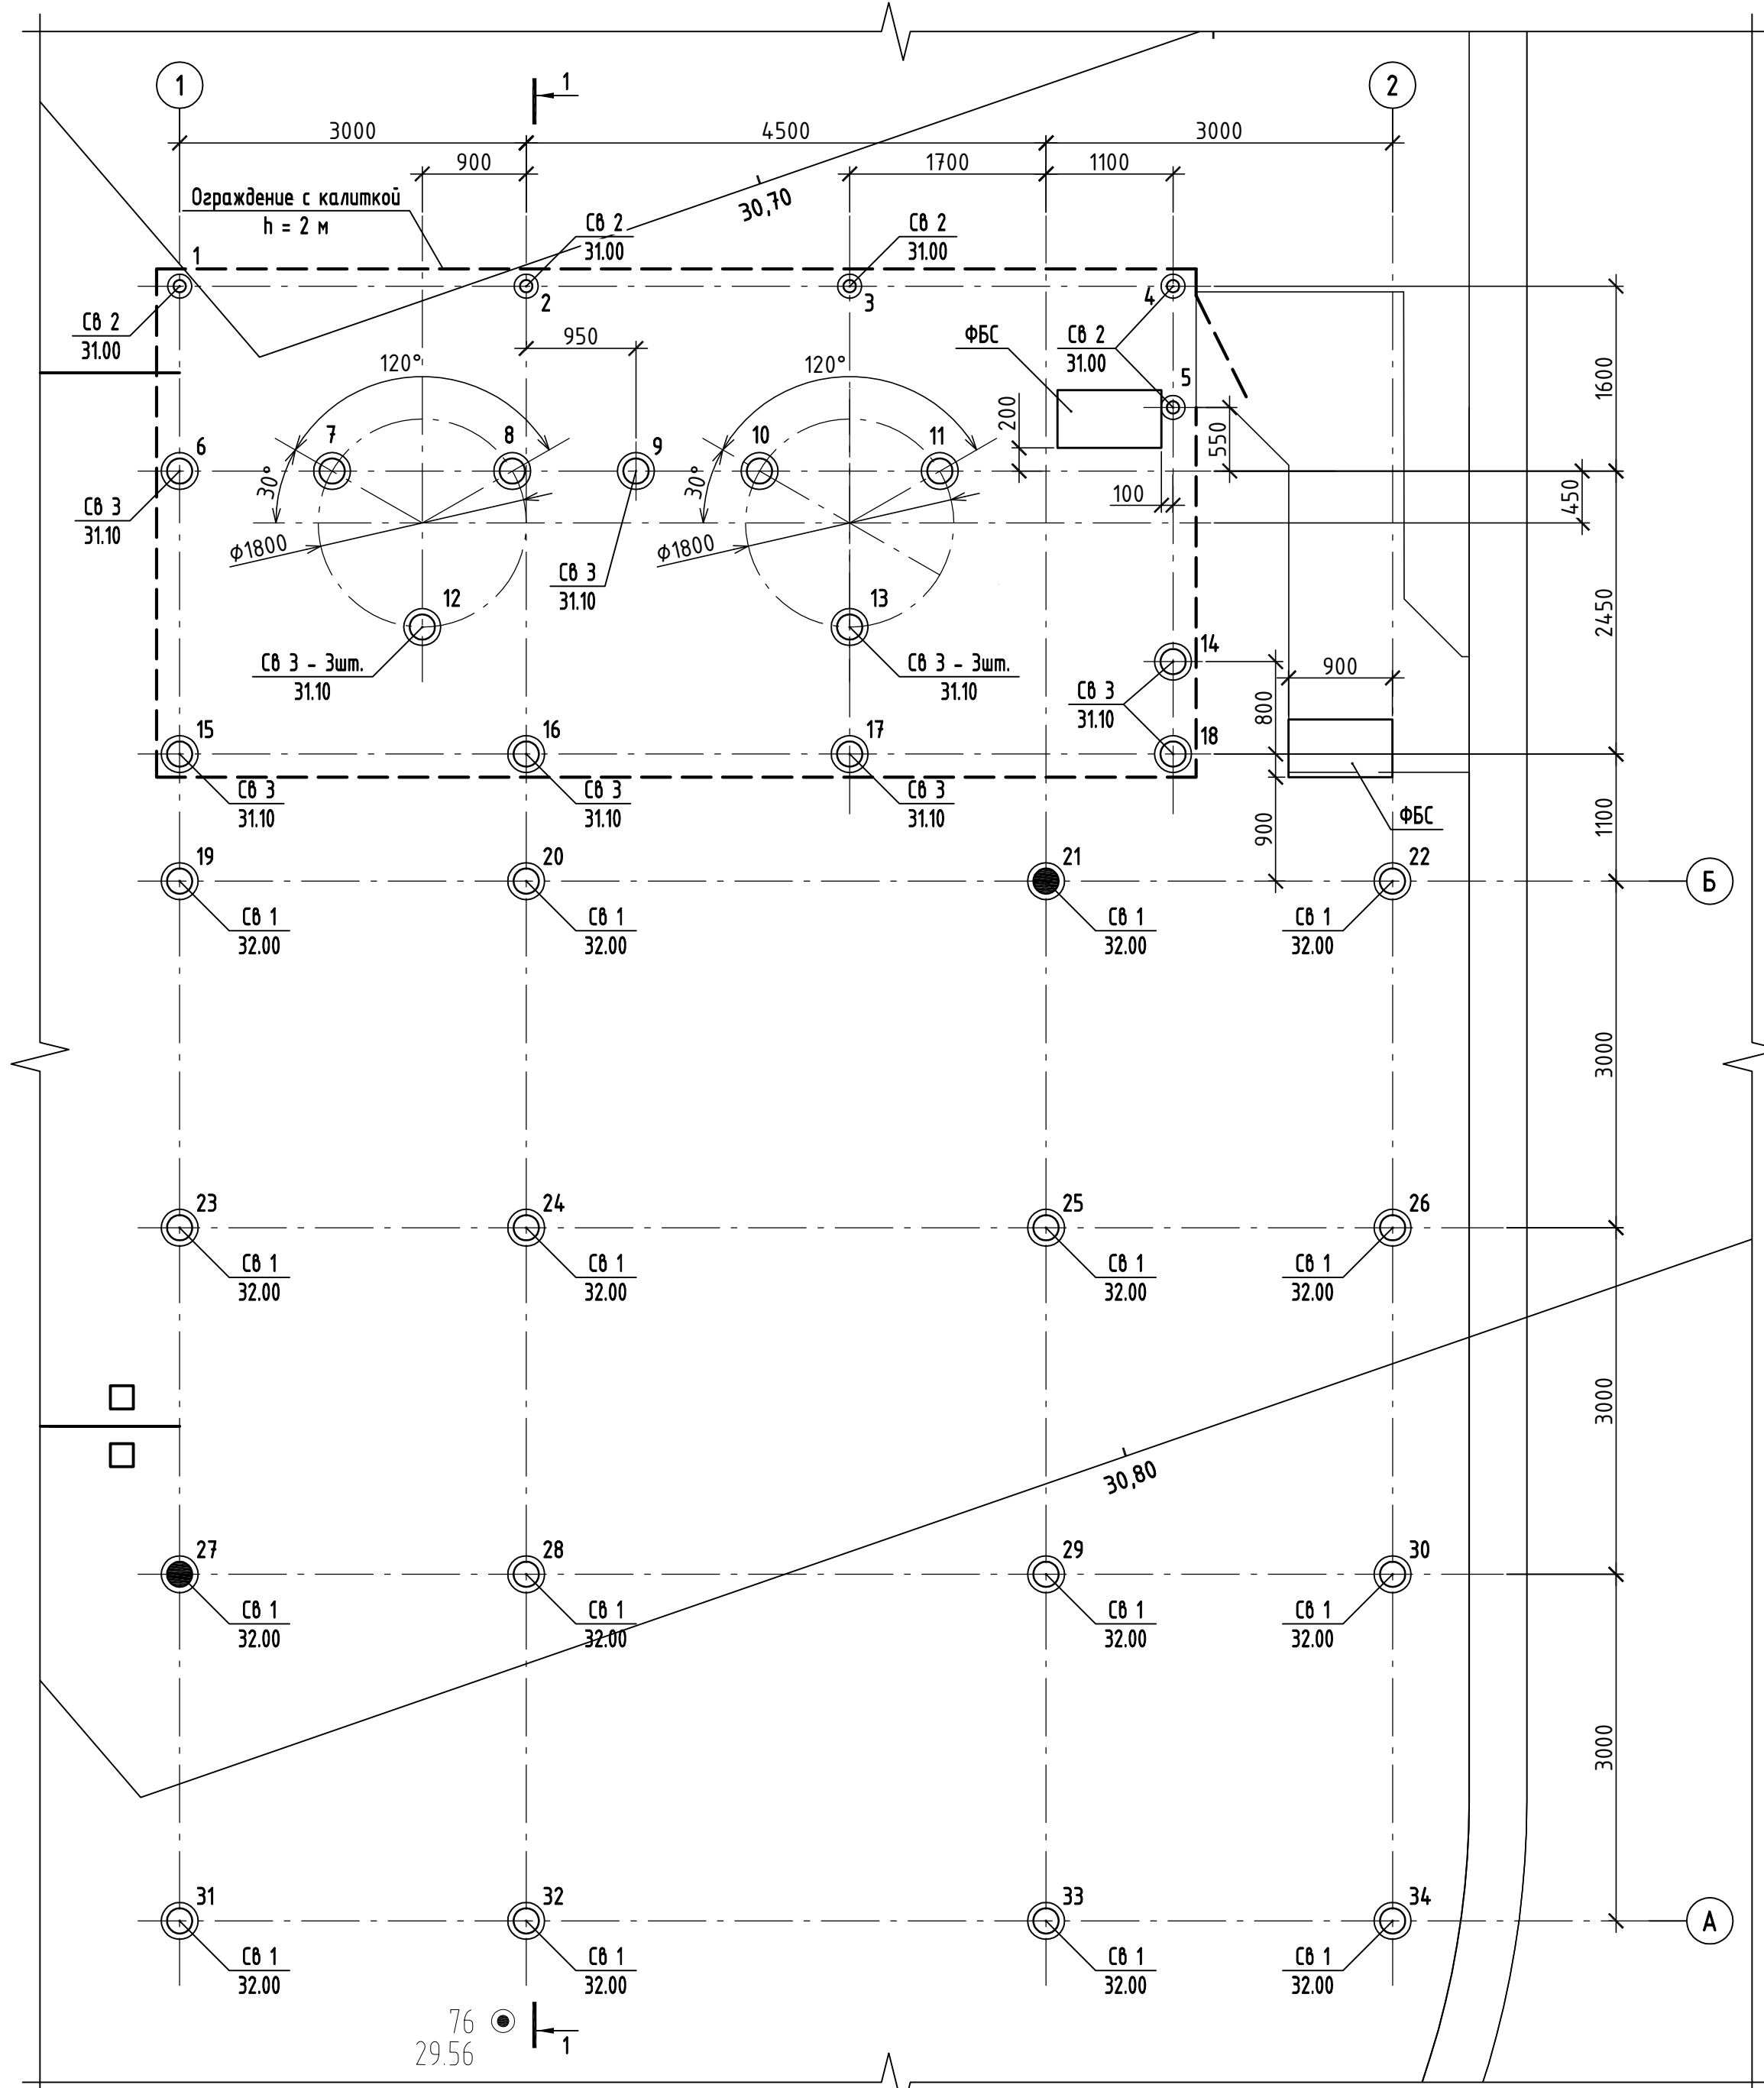 1
2
1
3000
4500
3000
900
1700
1100
Ограждение с калиткой
h = 2 м
30,70
Св 2
31.00
Св 2
31.00
1
2
3
4
Св 2
31.00
950
ФБС
Св 2
31.00
5
1600
120°
120°
200
550
6
7
8
9
10
11
30°
30°
100
450
Св 3
31.10
ϕ1800
ϕ1800
Св 3
31.10
12
13
2450
14
Св 3 - 3шт.
31.10
Св 3 - 3шт.
31.10
900
Св 3
31.10
800
15
16
17
18
Св 3
31.10
Св 3
31.10
Св 3
31.10
900
ФБС
1100
19
20
21
22
Б
Св 1
32.00
Св 1
32.00
Св 1
32.00
Св 1
32.00
3000
23
24
25
26
Св 1
32.00
Св 1
32.00
Св 1
32.00
Св 1
32.00
3000
30,80
27
28
29
30
Св 1
32.00
Св 1
32.00
Св 1
32.00
Св 1
32.00
3000
31
32
33
34
А
Св 1
32.00
Св 1
32.00
Св 1
32.00
Св 1
32.00
76
29.56
1